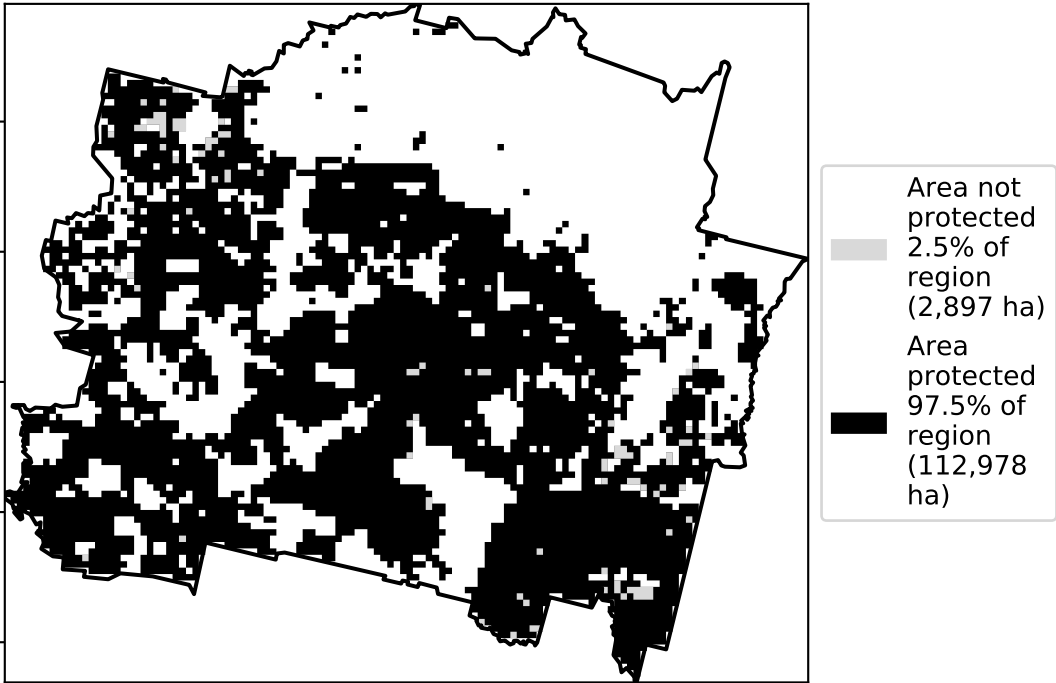 Area not
protected
2.5% of
region
(2,897 ha)
Area
protected
97.5% of
region
(112,978
ha)